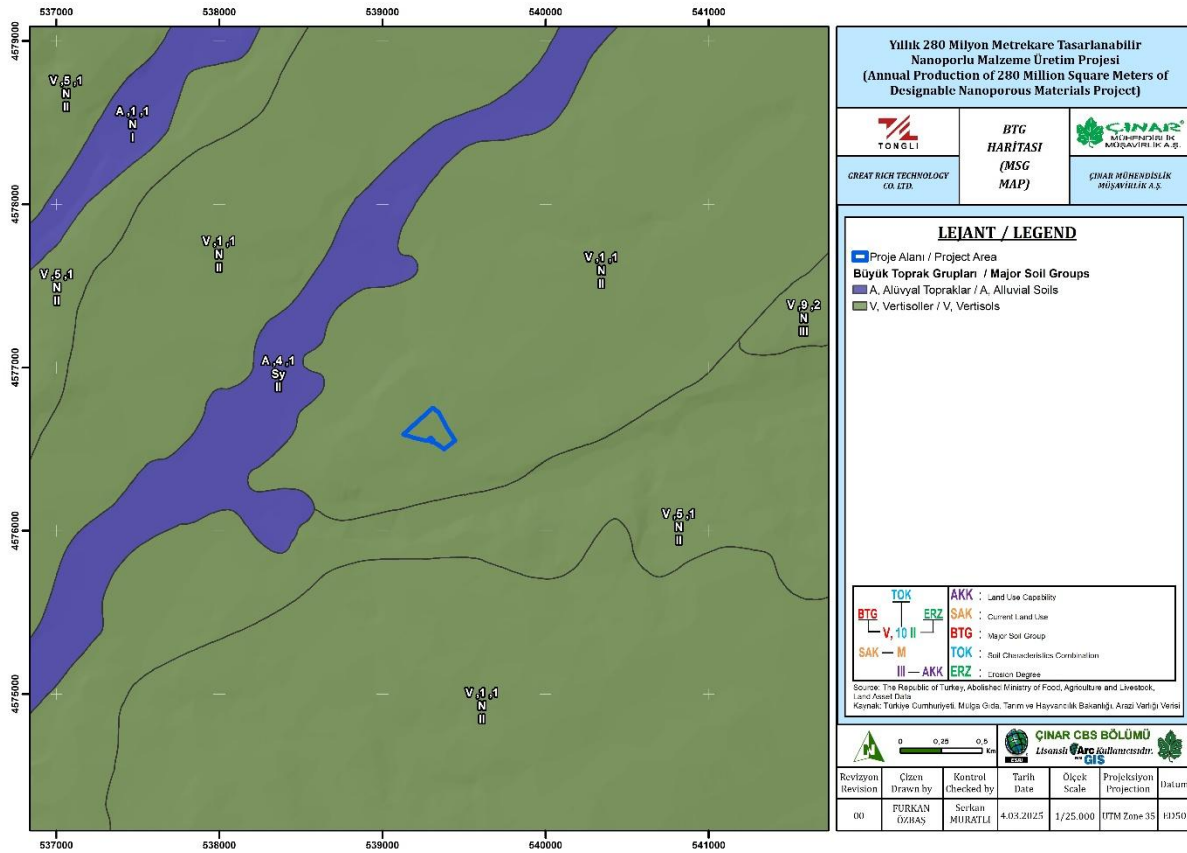 537000 538000 539000 540000 541000
4579000
4578000
4577000
4576000
4576000
4575000
V ,5 ,1
N
II
A ,1 ,1
N
I
V ,1 ,1
N
II
V ,5 ,1
N
II
V ,1 ,1
N
II
V ,9 ,2
N
III
A ,4 ,1
Sy
II
V ,5 ,1
N
II
V ,1 ,1
N
II
537000 538000 539000 540000 541000
Yıllık 280 Milyon Metrekare Tasarlanabilir
Nanoporlu Malzeme Üretim Projesi
(Annual Production of 280 Million Square Meters of
Designable Nanoporous Materials Project)
TONGLI
GREAT RICH TECHNOLOGY
CO. LTD.
BTG
HARİTASI
(MSG
MAP)
ÇINAR
MÜHENDİSLİK
MÜŞAVİRLİK A.Ş.
ÇINAR MÜHENDİSLİK
MÜŞAVİRLİK A.Ş.
LEJANT / LEGEND
Proje Alanı / Project Area
Büyük Toprak Grupları / Major Soil Groups
A, Alüvyal Topraklar / A, Alluvial Soils
V, Vertisoller / V, Vertisols
TOK
BTG ERZ
V, 10 II
SAK — M
III — AKK
AKK : Land Use Capability
SAK : Current Land Use
BTG : Major Soil Group
TOK : Soil Characteristics Combination
ERZ : Erosion Degree
Source: The Republic of Turkey, Abolished Ministry of Food, Agriculture and Livestock,
Land Asset Data
Kaynak: Türkiye Cumhuriyeti, Mülga Gıda, Tarım ve Hayvancılık Bakanlığı, Arazi Varlığı Verisi
N
0 0,25 0,5
Km
esri
ÇINAR CBS BÖLÜMÜ
Lisanslı Arc Kullanıcısıdır.
GIS
Revizyon Çizen Kontrol Tarih Ölçek Projeksiyon Datum
Revision Drawn by Checked by Date Scale Projection
00 FURKAN ÖZBAŞ Serkan MURATLI 4.03.2025 1/25.000 UTM Zone 35 ED50